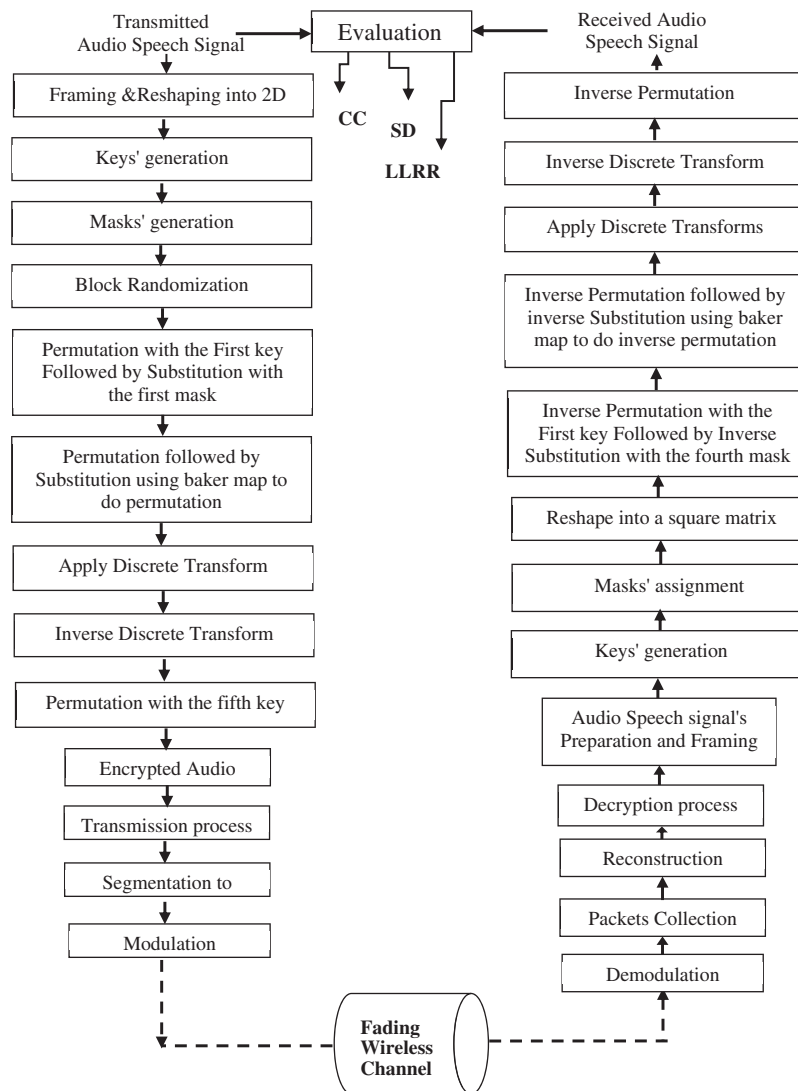 Transmitted
Audio Speech Signal
Evaluation
Received Audio
Speech Signal
CC
SD
LLRR
Framing &Reshaping into 2D
Keys' generation
Masks' generation
Block Randomization
Permutation with the First key
Followed by Substitution with
the first mask
Permutation followed by
Substitution using baker map to
do permutation
Apply Discrete Transform
Inverse Discrete Transform
Permutation with the fifth key
Encrypted Audio
Transmission process
Segmentation to
Modulation
Fading
Wireless
Channel
Inverse Permutation
Inverse Discrete Transform
Apply Discrete Transforms
Inverse Permutation followed by
inverse Substitution using baker
map to do inverse permutation
Inverse Permutation with the
First key Followed by Inverse
Substitution with the fourth mask
Reshape into a square matrix
Masks' assignment
Keys' generation
Audio Speech signal's
Preparation and Framing
Decryption process
Reconstruction
Packets Collection
Demodulation